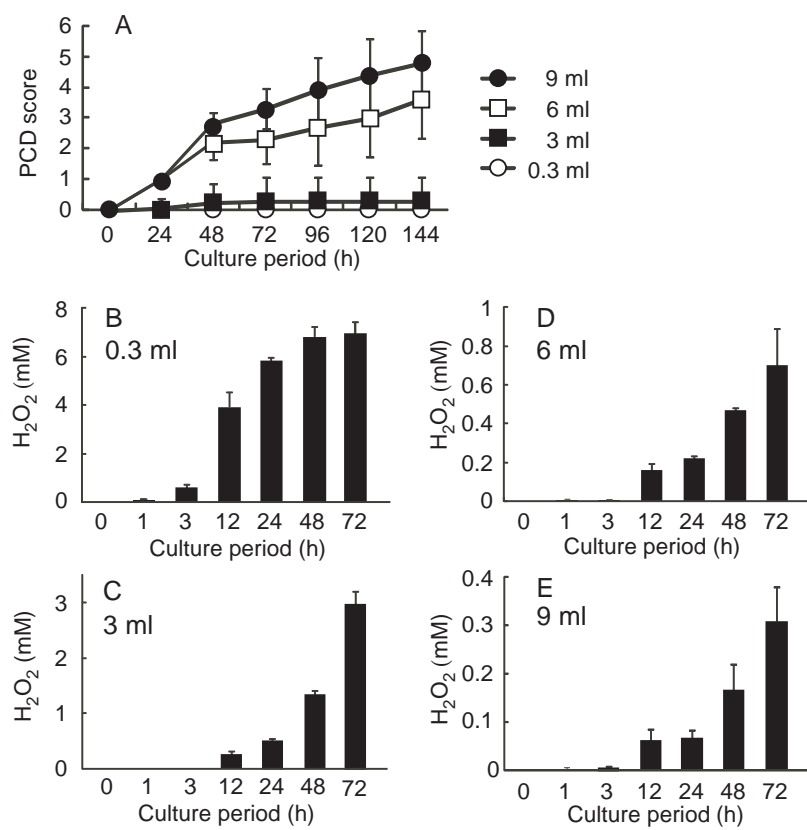 A
PCD score
6
5
4
3
2
1
0
0 24 48 72 96 120 144
Culture period (h)
9 ml
6 ml
3 ml
0.3 ml
B
0.3 ml
H₂O₂ (mM)
8
6
4
2
0
0 1 3 12 24 48 72
Culture period (h)
D
6 ml
H₂O₂ (mM)
1
0.8
0.6
0.4
0.2
0
0 1 3 12 24 48 72
Culture period (h)
C
3 ml
H₂O₂ (mM)
3
2
1
0
0 1 3 12 24 48 72
Culture period (h)
E
9 ml
H₂O₂ (mM)
0.4
0.3
0.2
0.1
0
0 1 3 12 24 48 72
Culture period (h)